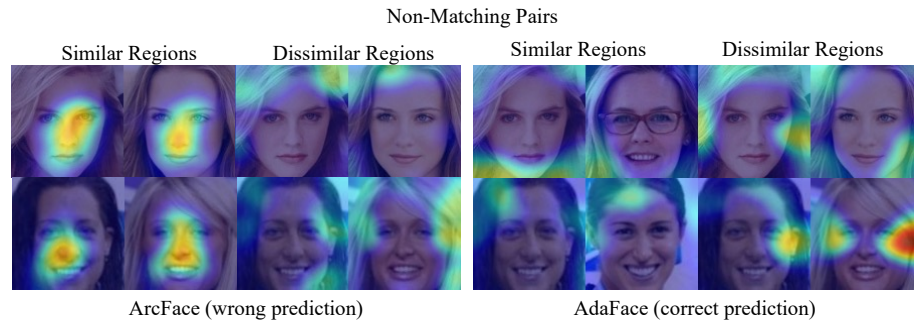 Non-Matching Pairs
Similar Regions
Dissimilar Regions
Similar Regions
Dissimilar Regions
ArcFace (wrong prediction)
AdaFace (correct prediction)